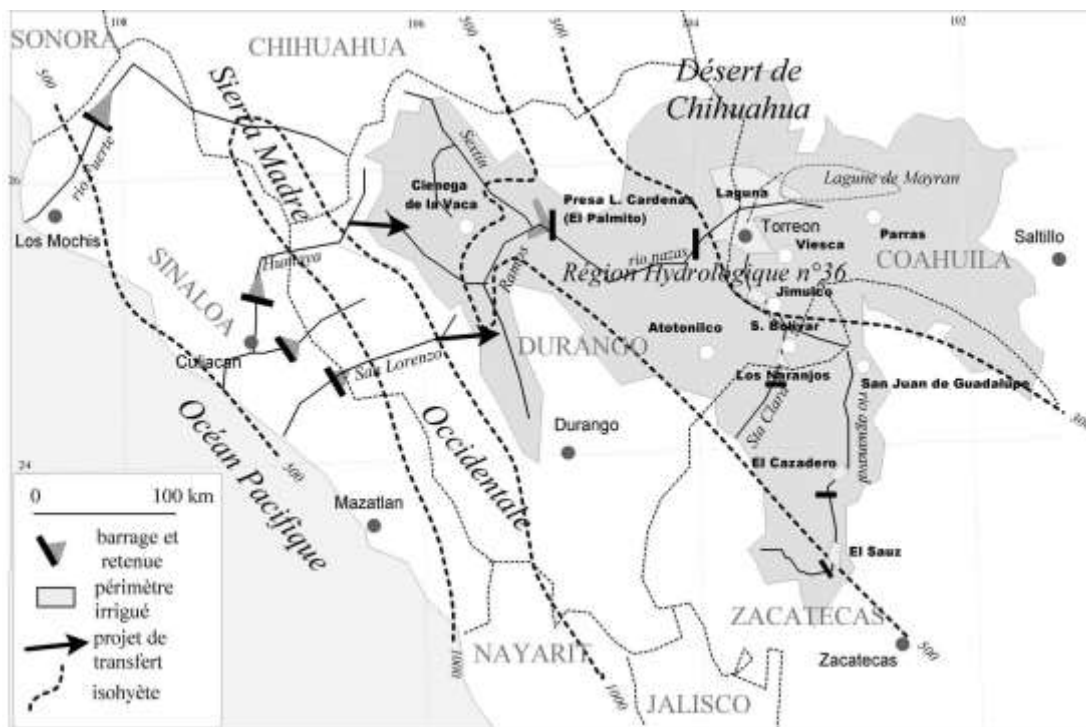 108
106
104
102
SONORA
CHIHUAHUA
500
500
300
Désert de
Chihuahua
Sierra Madre
Sextin
rio Fuerte
26
Cienega
de la Vaca
Presa L. Cardenas
(El Palmito)
Laguna
Lagune de Mayran
Los Mochis
Torreon
Viesca
Parras
Saltillo
SINALOA
Humaya
Ramos
rio nazas
Région Hydrologique n°36
COAHUILA
Jimulco
Atotonilco
S. Bolivar
Culiacan
DURANGO
San Lorenzo
Los Naranjos
San Juan de Guadalupe
Sta Clara
rio aguanaval
300
Océan Pacifique
Occidentale
Durango
24
500
El Cazadero
Mazatlan
El Sauz
ZACATECAS
NAYARIT
Zacatecas
500
1000
1000
JALISCO
0 100 km
barrage et
retenue
périmètre
irrigué
projet de
transfert
isohyète